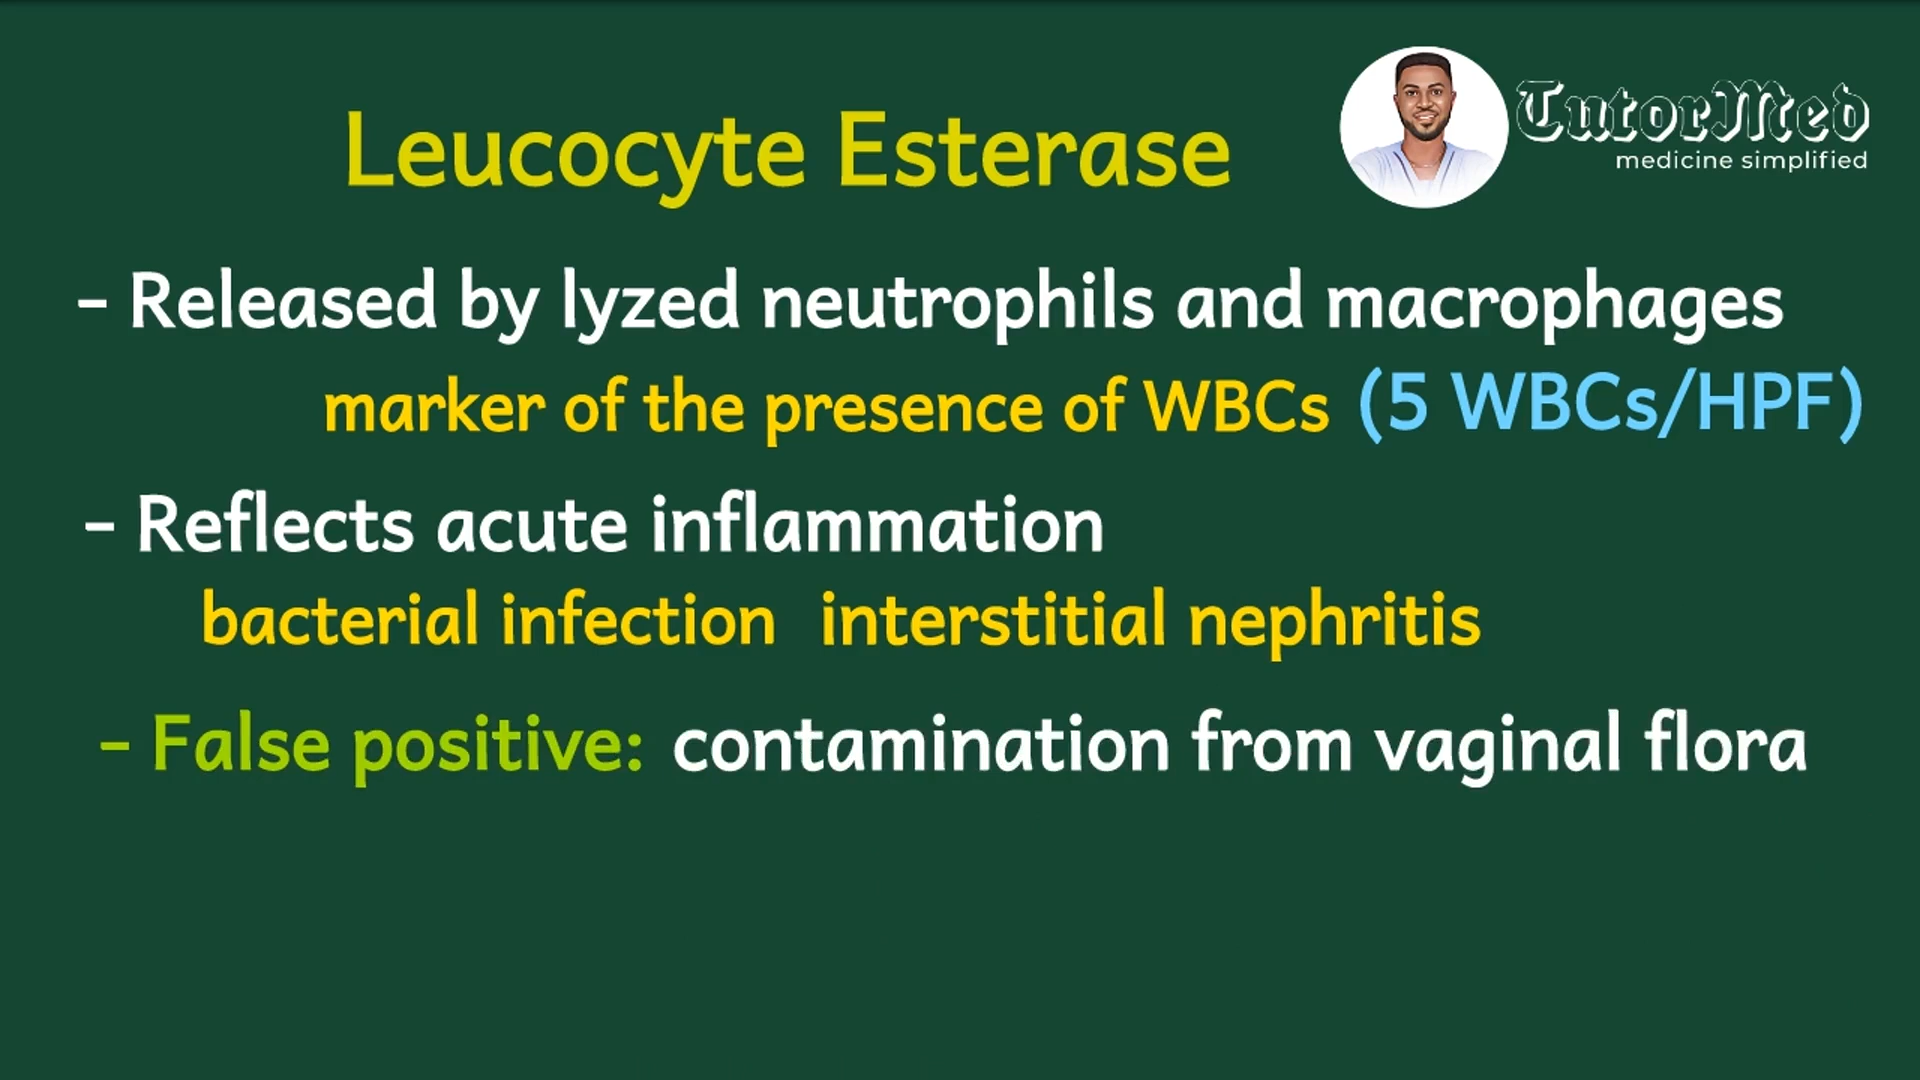 Leucocyte Esterase
TutorMed
medicine simplified
- Released by lyzed neutrophils and macrophages
marker of the presence of WBCs (5 WBCs/HPF)
- Reflects acute inflammation
bacterial infection interstitial nephritis
- False positive: contamination from vaginal flora